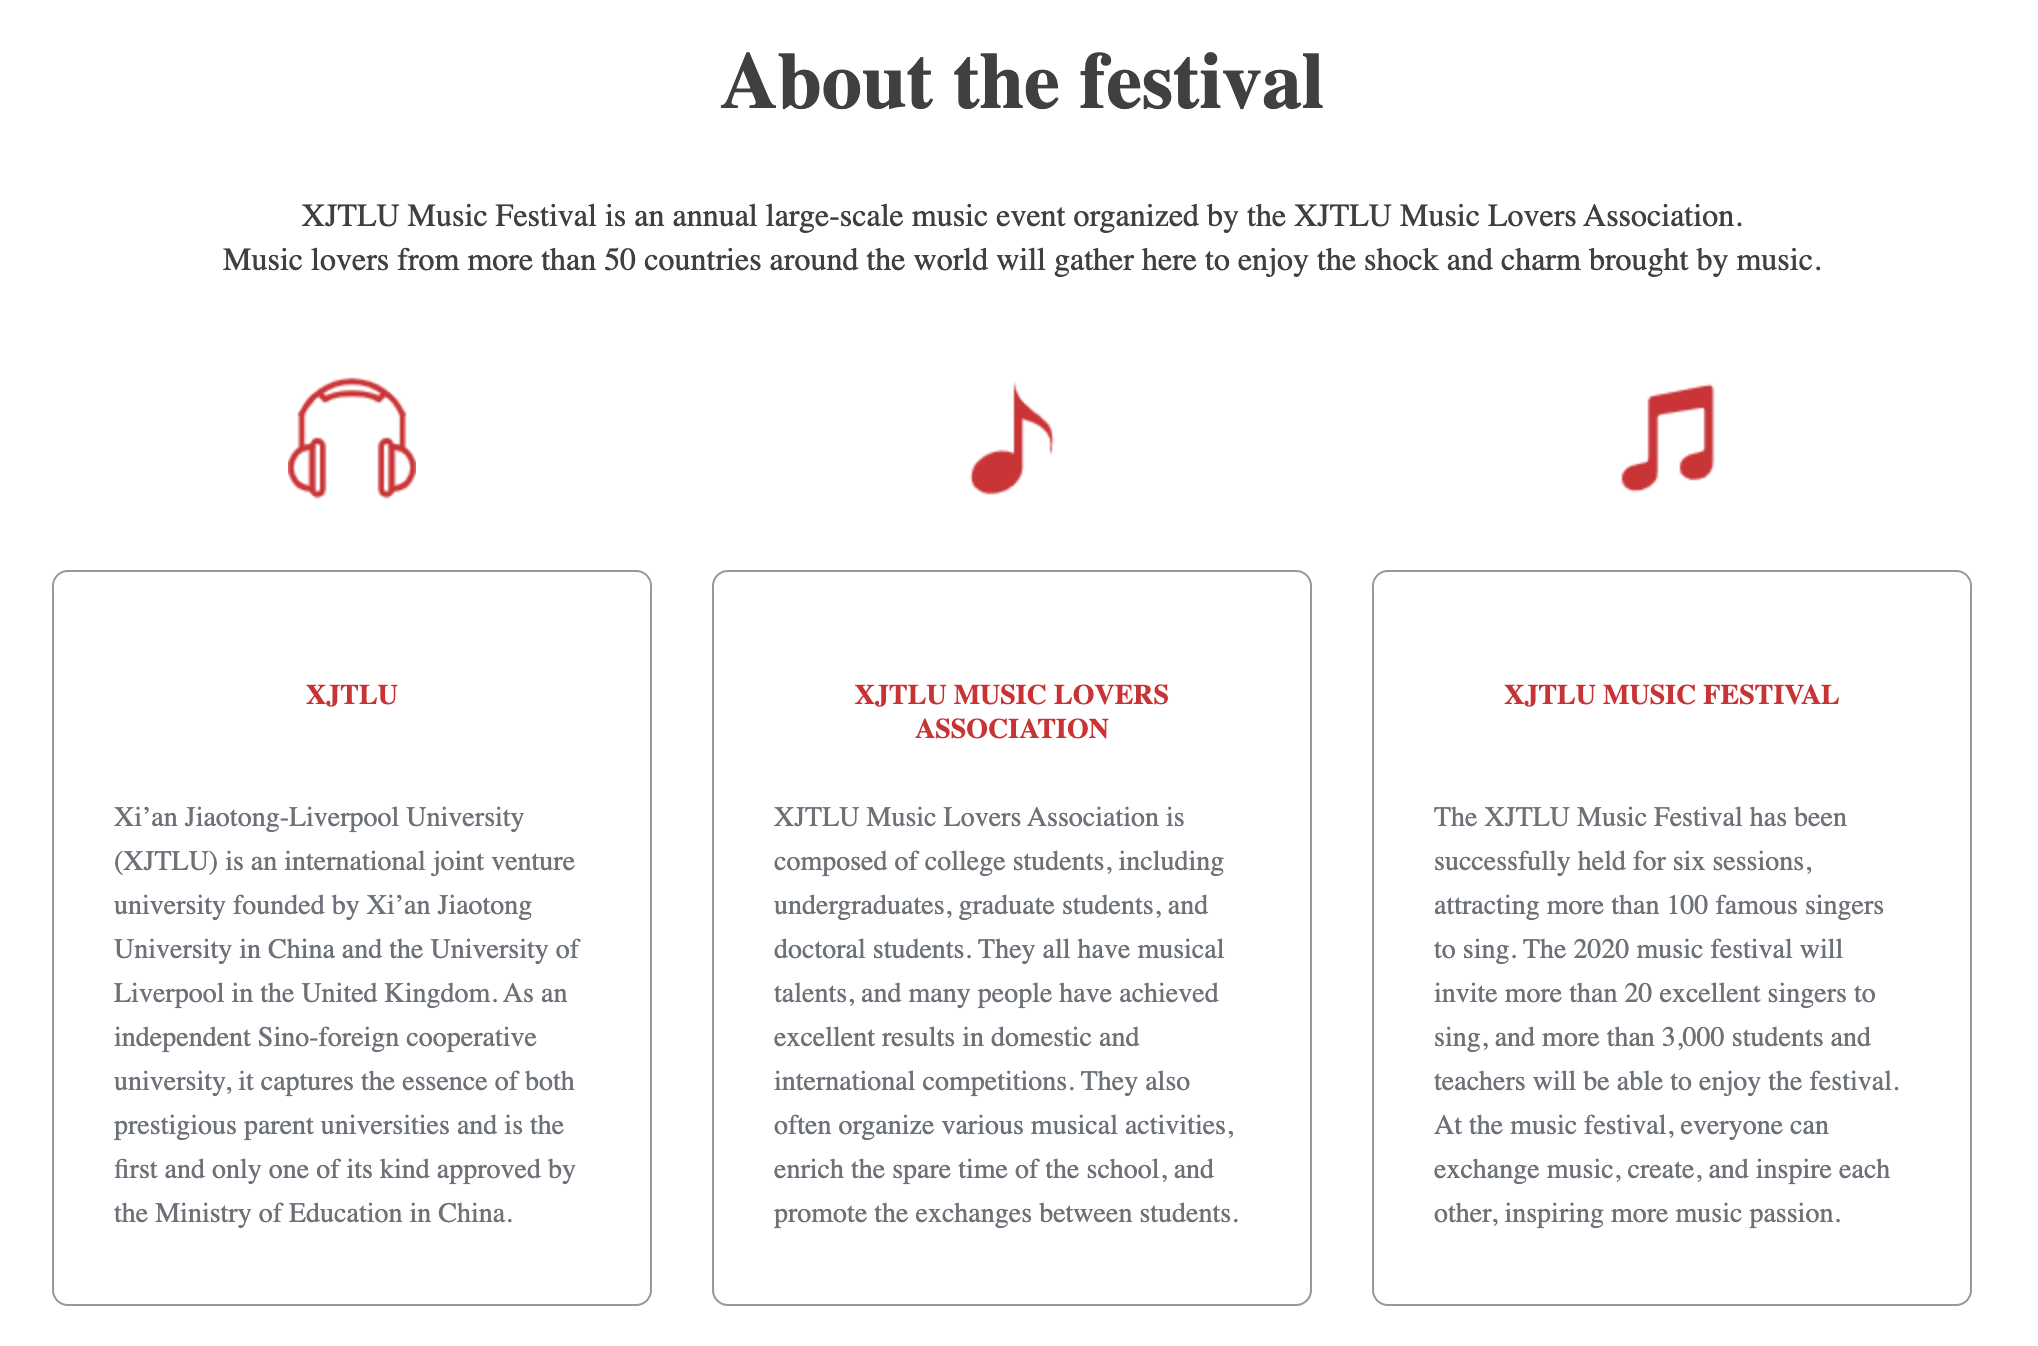 About the festival
XJTLU Music Festival is an annual large-scale music event organized by the XJTLU Music Lovers Association.
Music lovers from more than 50 countries around the world will gather here to enjoy the shock and charm brought by music.
XJTLU
Xi’an Jiaotong-Liverpool University
(XJTLU) is an international joint venture
university founded by Xi’an Jiaotong
University in China and the University of
Liverpool in the United Kingdom. As an
independent Sino-foreign cooperative
university, it captures the essence of both
prestigious parent universities and is the
first and only one of its kind approved by
the Ministry of Education in China.
XJTLU MUSIC LOVERS
ASSOCIATION
XJTLU Music Lovers Association is
composed of college students, including
undergraduates, graduate students, and
doctoral students. They all have musical
talents, and many people have achieved
excellent results in domestic and
international competitions. They also
often organize various musical activities,
enrich the spare time of the school, and
promote the exchanges between students.
XJTLU MUSIC FESTIVAL
The XJTLU Music Festival has been
successfully held for six sessions,
attracting more than 100 famous singers
to sing. The 2020 music festival will
invite more than 20 excellent singers to
sing, and more than 3,000 students and
teachers will be able to enjoy the festival.
At the music festival, everyone can
exchange music, create, and inspire each
other, inspiring more music passion.